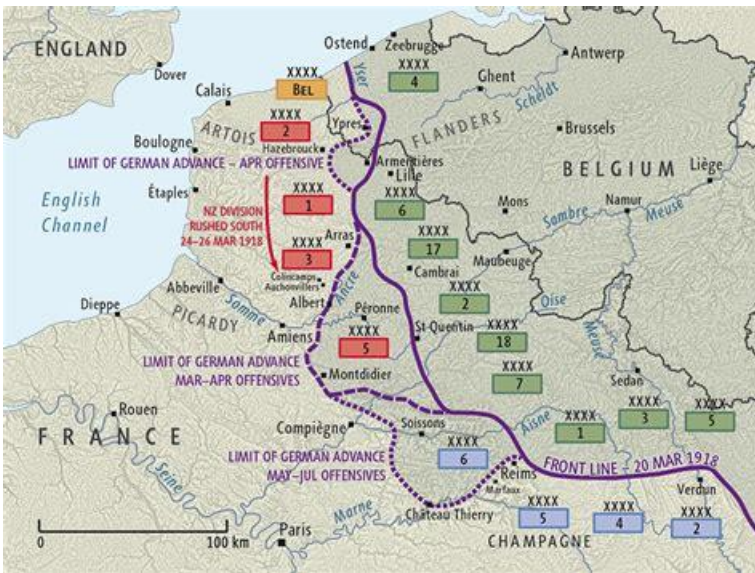 ENGLAND
Dover
Calais
Ostend
Zeebrugge
Antwerp
XXXX
BEL
Yser
XXXX
4
Ghent
Scheldt
XXXX
2
ARTOIS
Ypres
FLANDERS
Brussels
Boulogne
Hazebrouck
LIMIT OF GERMAN ADVANCE – APR OFFENSIVE
Armentières
Lille
BELGIUM
Liège
Étaples
English
Channel
NZ DIVISION
RUSHED SOUTH
24–26 MAR 1918
XXXX
1
XXXX
6
Mons
Sambre
Namur
Meuse
Arras
XXXX
17
Maubeuge
XXXX
3
Colincamps
Auchonvillers
Cambrai
Abbeville
Albert
Ancre
XXXX
2
Oise
Dieppe
Somme
PICARDY
Péronne
Amiens
XXXX
5
St-Quentin
XXXX
18
Meuse
LIMIT OF GERMAN ADVANCE
MAR–APR OFFENSIVES
Montdidier
XXXX
7
Sedan
Rouen
FRANCE
Compiègne
Soissons
Aisne
XXXX
1
XXXX
3
XXXX
5
LIMIT OF GERMAN ADVANCE
MAY–JUL OFFENSIVES
XXXX
6
Reims
Marfaux
FRONT LINE – 20 MAR 1918
Verdun
Seine
Marne
Château Thierry
XXXX
5
XXXX
4
XXXX
2
CHAMPAGNE
Paris
0
100 km